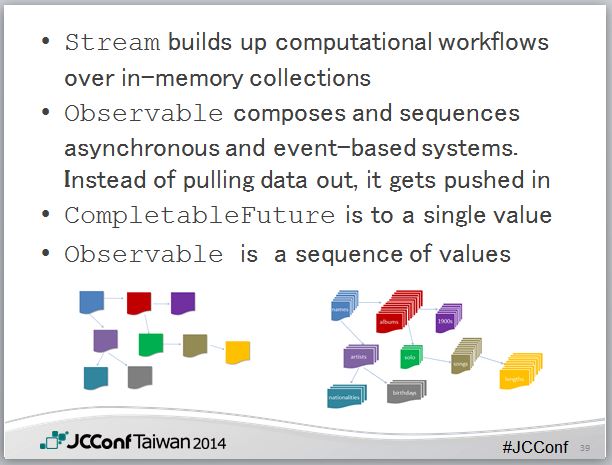 • Stream builds up computational workflows
over in-memory collections
• Observable composes and sequences
asynchronous and event-based systems.
Instead of pulling data out, it gets pushed in
• CompletableFuture is to a single value
• Observable is a sequence of values
names
albums
1900s
artists
solo
songs
lengths
nationalities
birthdays
JCConf Taiwan 2014
#JCConf 39